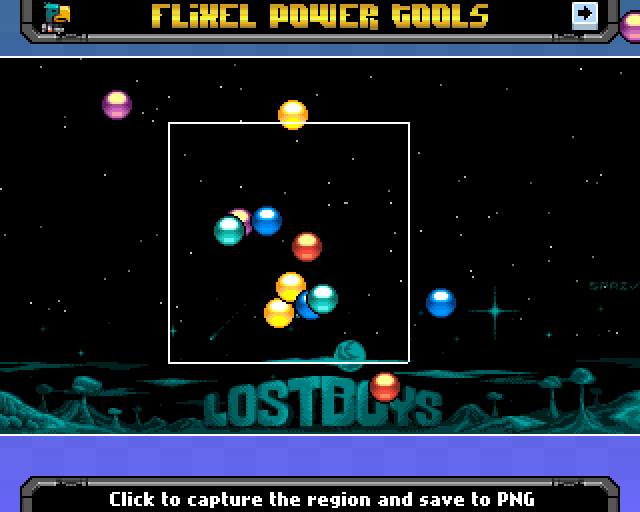 FLIXEL POWER TOOLS
LOSTBOYS
Click to capture the region and save to PNG